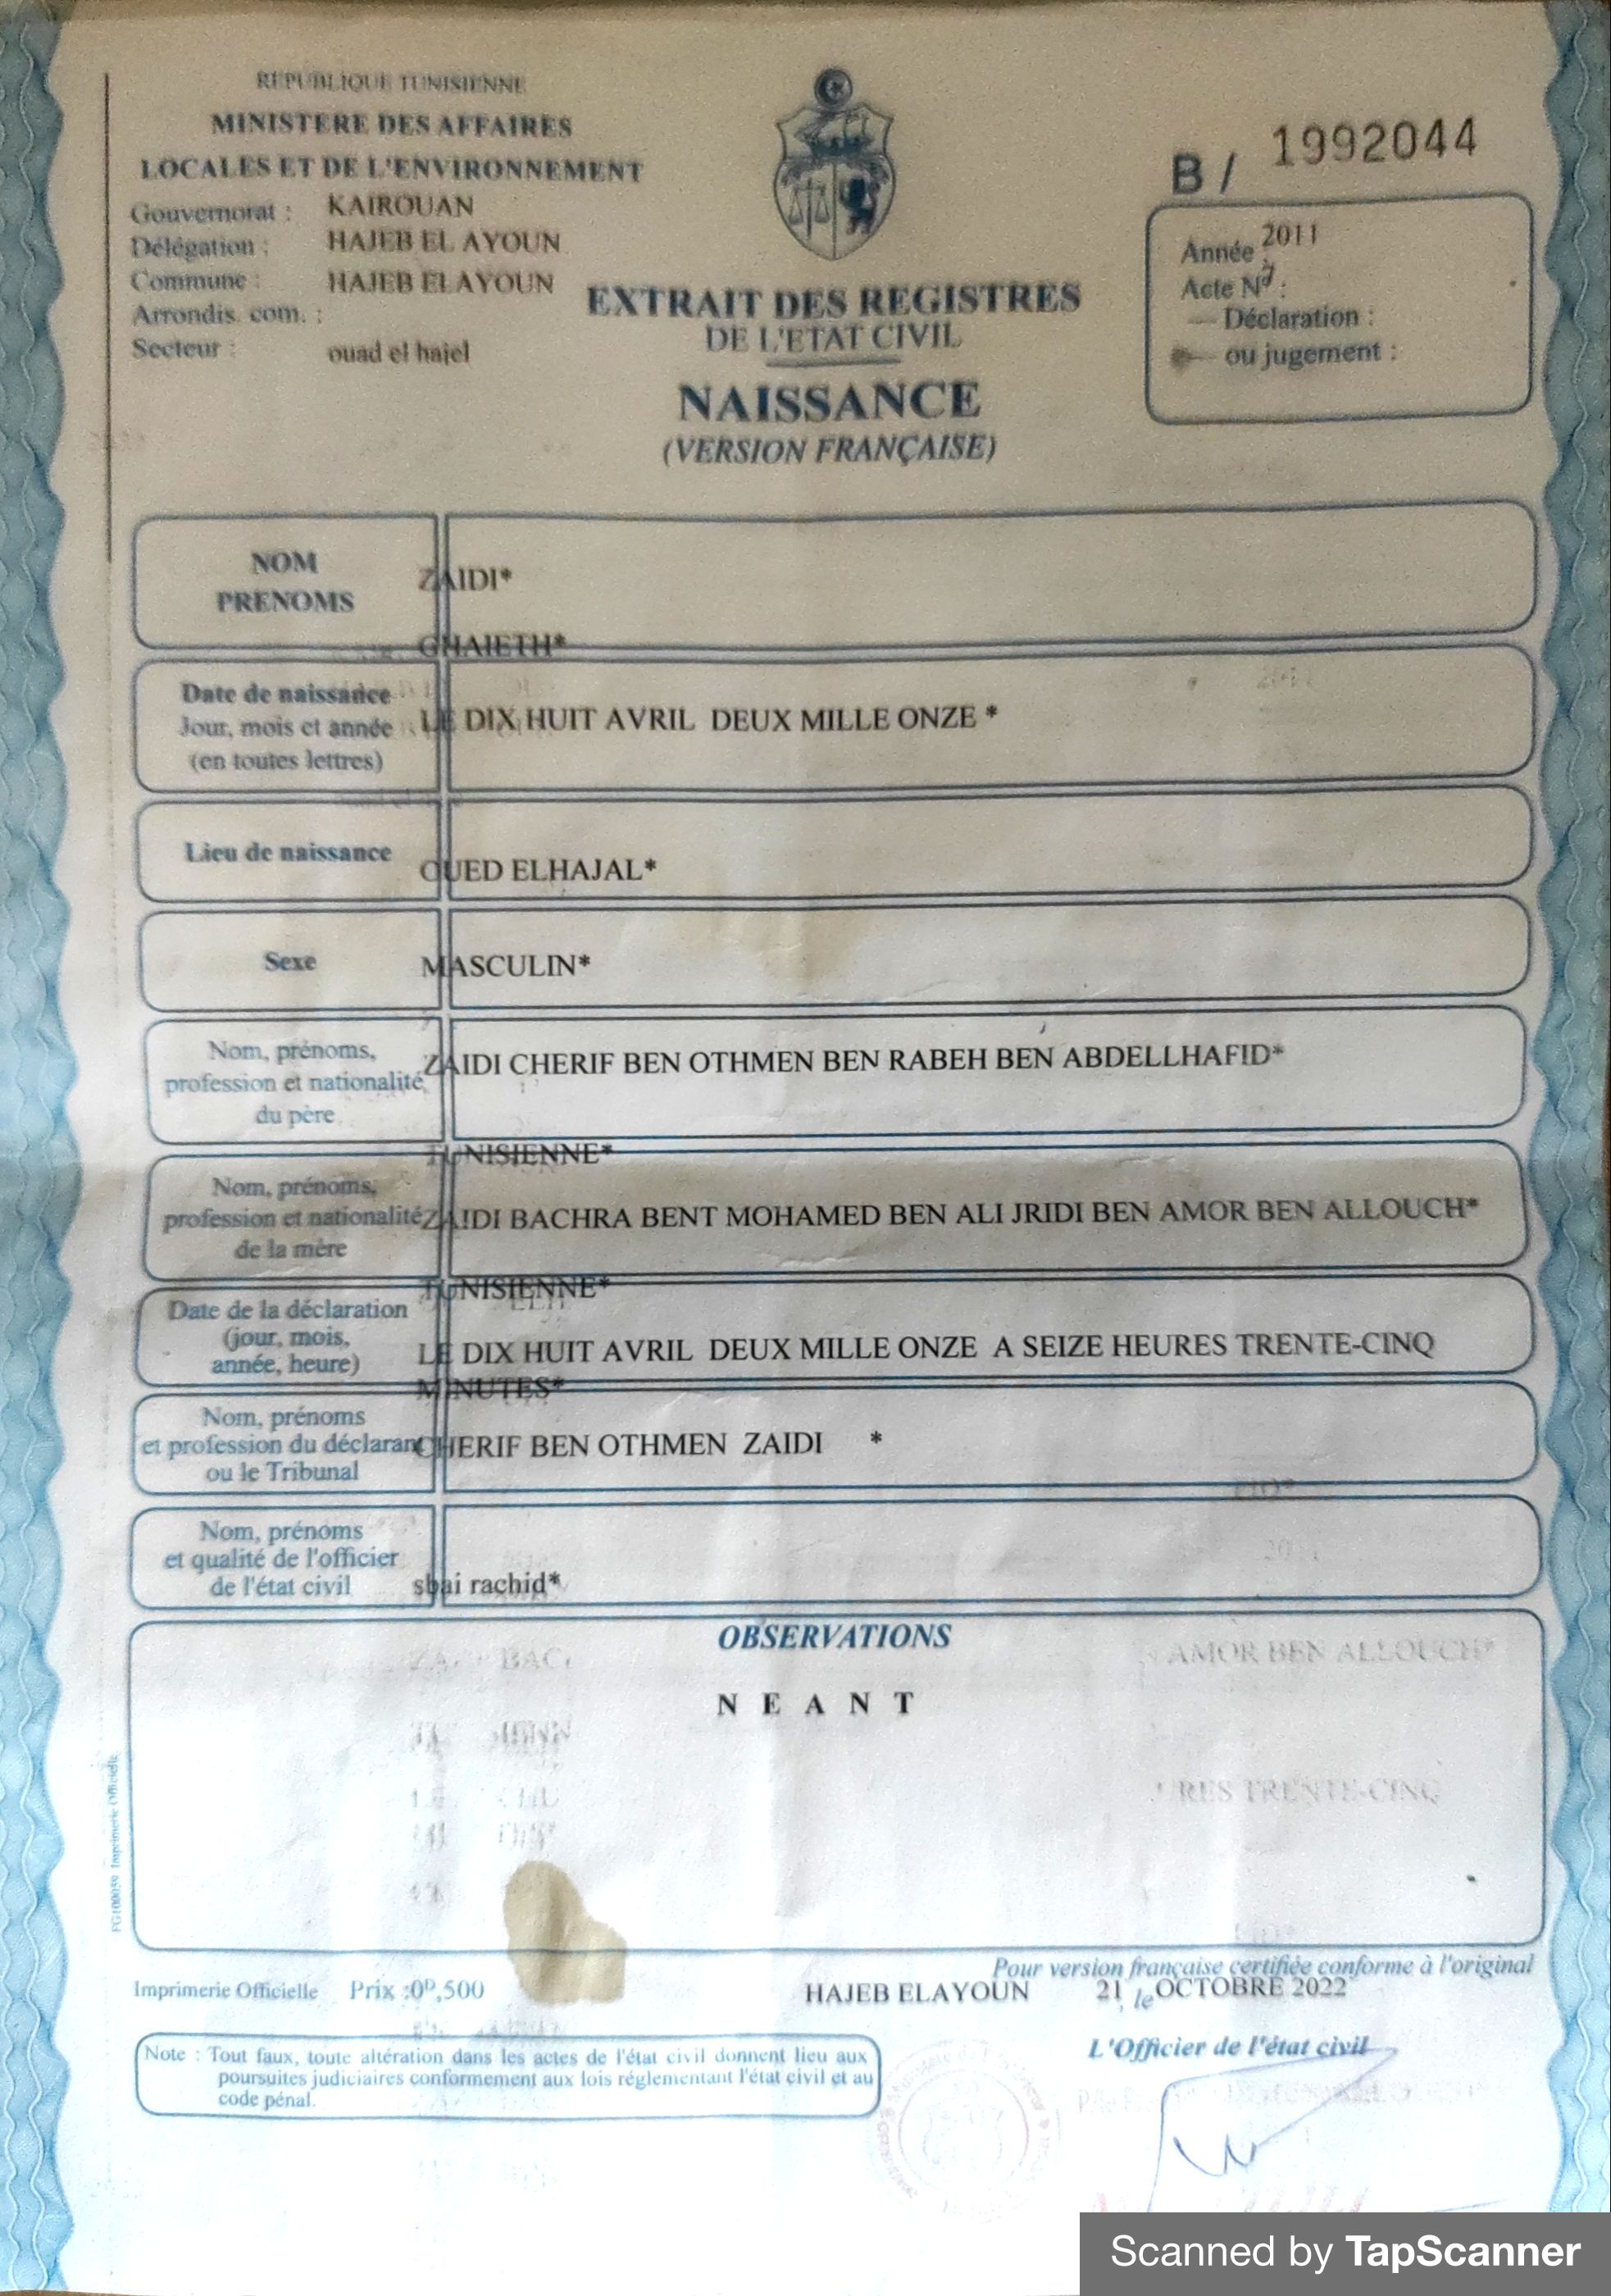 REPUBLIQUE TUNISIENNE
MINISTERE DES AFFAIRES
LOCALES ET DE L'ENVIRONNEMENT
Gouvernorat : KAIROUAN
Délégation : HAJEB EL AYOUN
Commune : HAJEB ELAYOUN
Arrondis. com. :
Secteur : ouad el hajel
B / 1992044
Année 2011
Acte N° : 7
— Déclaration :
— ou jugement :
EXTRAIT DES REGISTRES
DE L'ETAT CIVIL
NAISSANCE
(VERSION FRANÇAISE)
NOM
PRENOMS
ZAIDI*
GHAIETH*
Date de naissance
Jour, mois et année
(en toutes lettres)
LE DIX HUIT AVRIL DEUX MILLE ONZE *
Lieu de naissance
OUED ELHAJAL*
Sexe
MASCULIN*
Nom, prénoms,
profession et nationalité
du père
ZAIDI CHERIF BEN OTHMEN BEN RABEH BEN ABDELLHAFID*
TUNISIENNE*
Nom, prénoms,
profession et nationalité
de la mère
ZAIDI BACHRA BENT MOHAMED BEN ALI JRIDI BEN AMOR BEN ALLOUCH*
TUNISIENNE*
Date de la déclaration
(jour, mois,
année, heure)
LE DIX HUIT AVRIL DEUX MILLE ONZE A SEIZE HEURES TRENTE-CINQ
MINUTES*
Nom, prénoms
et profession du déclarant
ou le Tribunal
CHERIF BEN OTHMEN ZAIDI *
Nom, prénoms
et qualité de l'officier
de l'état civil
sbai rachid*
OBSERVATIONS
N E A N T
AMOR BEN ALLOUCH*
RES TRENTE-CINQ
Imprimerie Officielle
Pour version française certifiée conforme à l'original
Imprimerie Officielle Prix :0ᴰ,500
HAJEB ELAYOUN 21 le OCTOBRE 2022
L'Officier de l'état civil
Note : Tout faux, toute altération dans les actes de l'état civil donnent lieu aux
poursuites judiciaires conformement aux lois réglementant l'état civil et au
code pénal.
Scanned by TapScanner